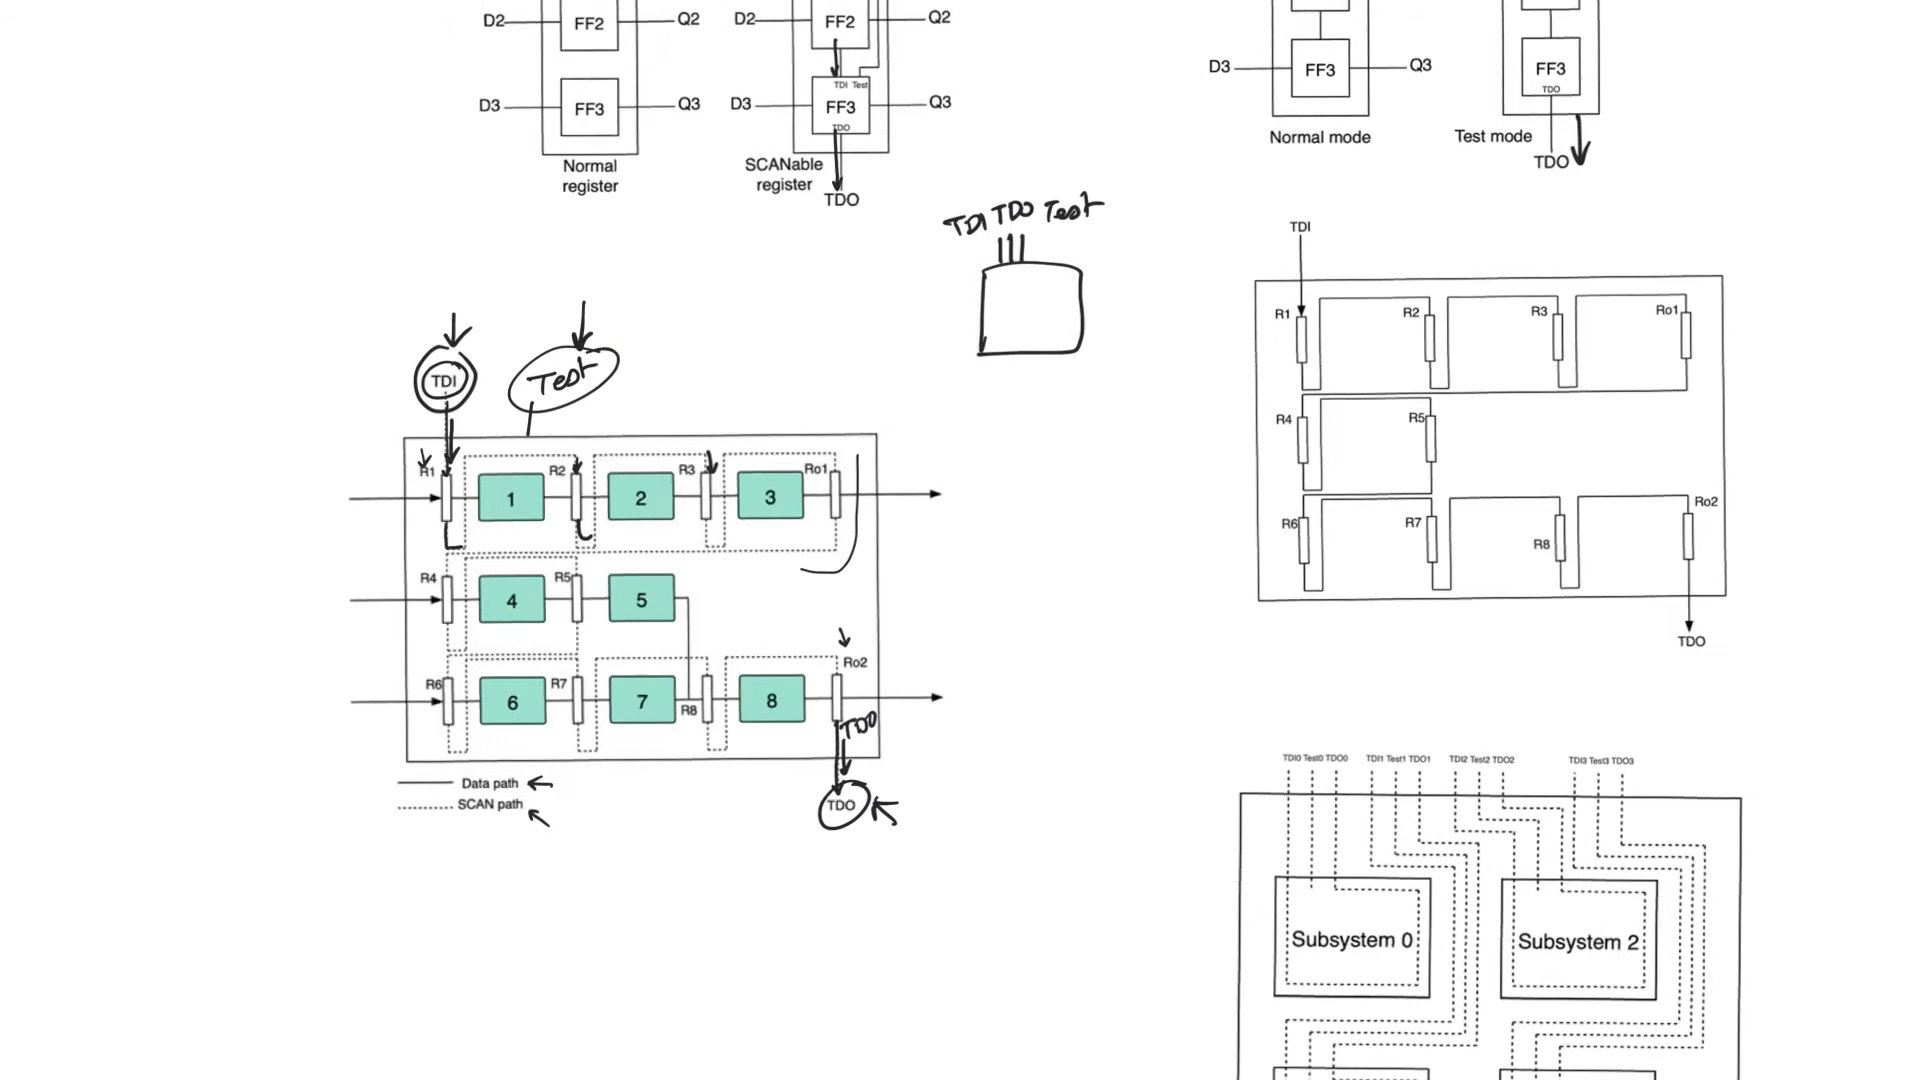 D2 FF2 Q2
D2 FF2 Q2
TDI Test
D3 FF3 Q3
D3 FF3 Q3
TDO
Normal
register
SCANable
register
TDO
D3 FF3 Q3
FF3
TDO
Normal mode
Test mode
TDO
TDI TDO Test
TDI
Test
R1 R2 R3 Ro1
1 2 3
R4 R5
4 5
Ro2
R6 R7
6 7 R8 8
TDO
Data path
SCAN path
TDO
TDI
R1 R2 R3 Ro1
R4 R5
Ro2
R6 R7
R8
TDO
TDI0 Test0 TDO0 TDI1 Test1 TDO1 TDI2 Test2 TDO2 TDI3 Test3 TDO3
Subsystem 0 Subsystem 2